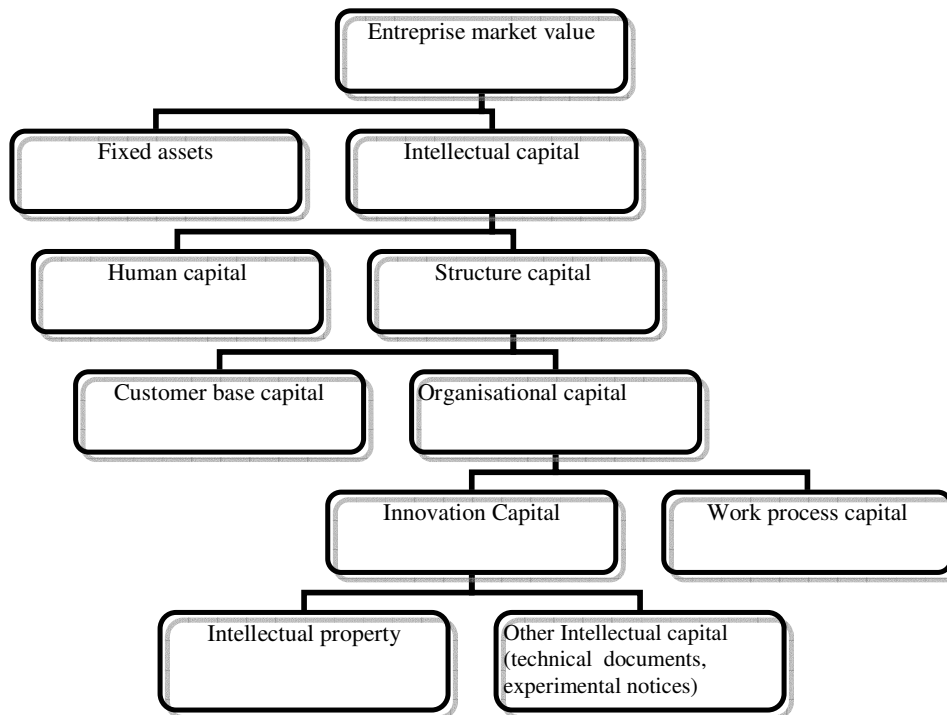 Entreprise market value
Fixed assets
Intellectual capital
Human capital
Structure capital
Customer base capital
Organisational capital
Innovation Capital
Work process capital
Intellectual property
Other Intellectual capital
(technical documents,
experimental notices)